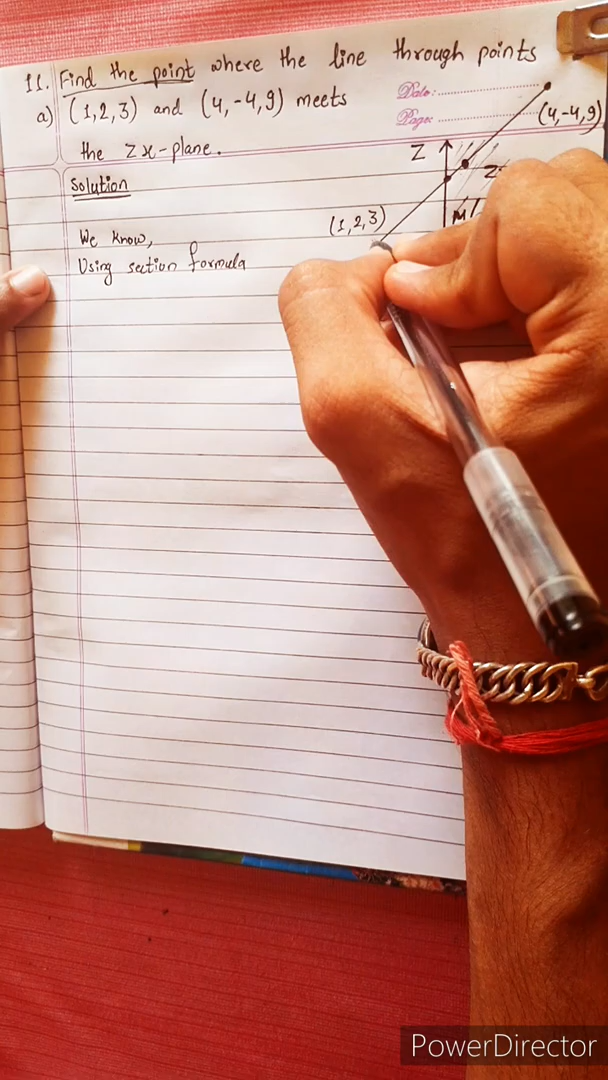 11. Find the point where the line through points
a) (1,2,3) and (4,-4,9) meets
Date:
Page:
(4,-4,9)
the zx-plane.
Z
Solution
(1,2,3)
We know,
Using section formula
PowerDirector